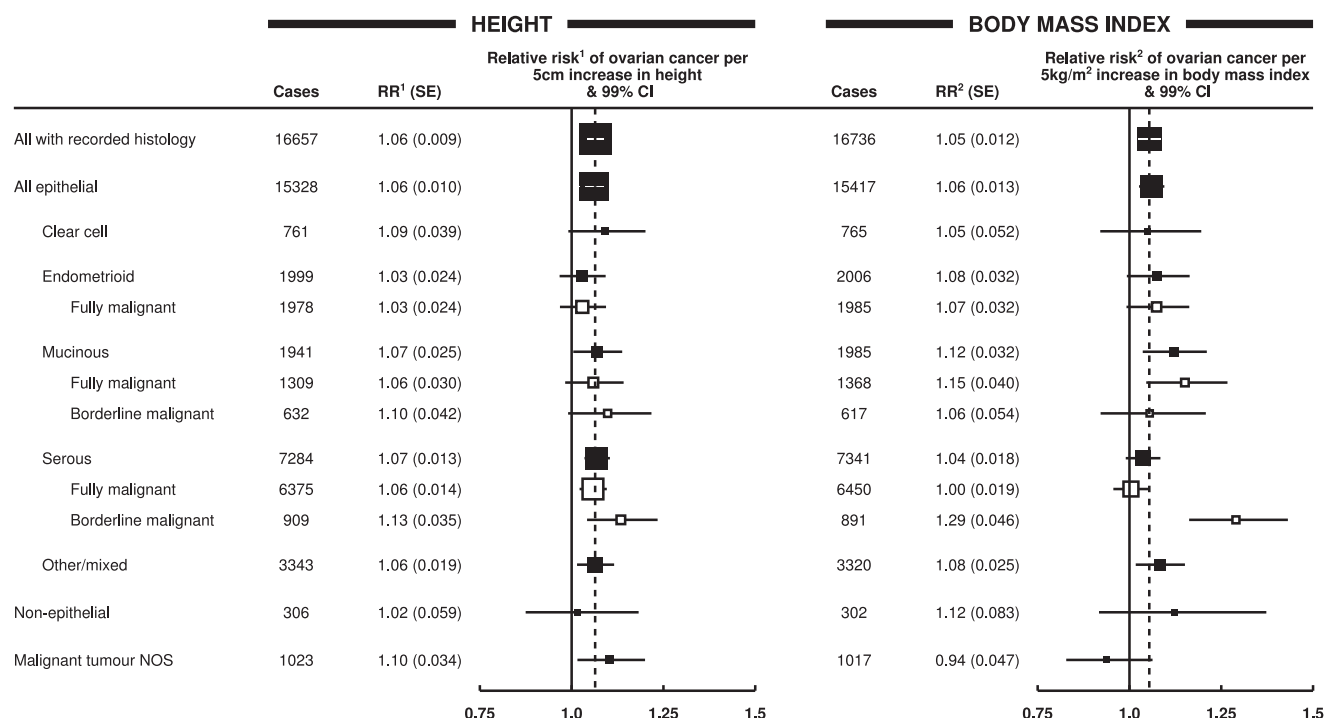 HEIGHT BODY MASS INDEX
Relative risk¹ of ovarian cancer per Relative risk² of ovarian cancer per
5cm increase in height 5kg/m² increase in body mass index
Cases RR¹ (SE) & 99% CI Cases RR² (SE) & 99% CI
All with recorded histology 16657 1.06 (0.009) 16736 1.05 (0.012)
All epithelial 15328 1.06 (0.010) 15417 1.06 (0.013)
Clear cell 761 1.09 (0.039) 765 1.05 (0.052)
Endometrioid 1999 1.03 (0.024) 2006 1.08 (0.032)
Fully malignant 1978 1.03 (0.024) 1985 1.07 (0.032)
Mucinous 1941 1.07 (0.025) 1985 1.12 (0.032)
Fully malignant 1309 1.06 (0.030) 1368 1.15 (0.040)
Borderline malignant 632 1.10 (0.042) 617 1.06 (0.054)
Serous 7284 1.07 (0.013) 7341 1.04 (0.018)
Fully malignant 6375 1.06 (0.014) 6450 1.00 (0.019)
Borderline malignant 909 1.13 (0.035) 891 1.29 (0.046)
Other/mixed 3343 1.06 (0.019) 3320 1.08 (0.025)
Non-epithelial 306 1.02 (0.059) 302 1.12 (0.083)
Malignant tumour NOS 1023 1.10 (0.034) 1017 0.94 (0.047)
0.75 1.0 1.25 1.5 0.75 1.0 1.25 1.5